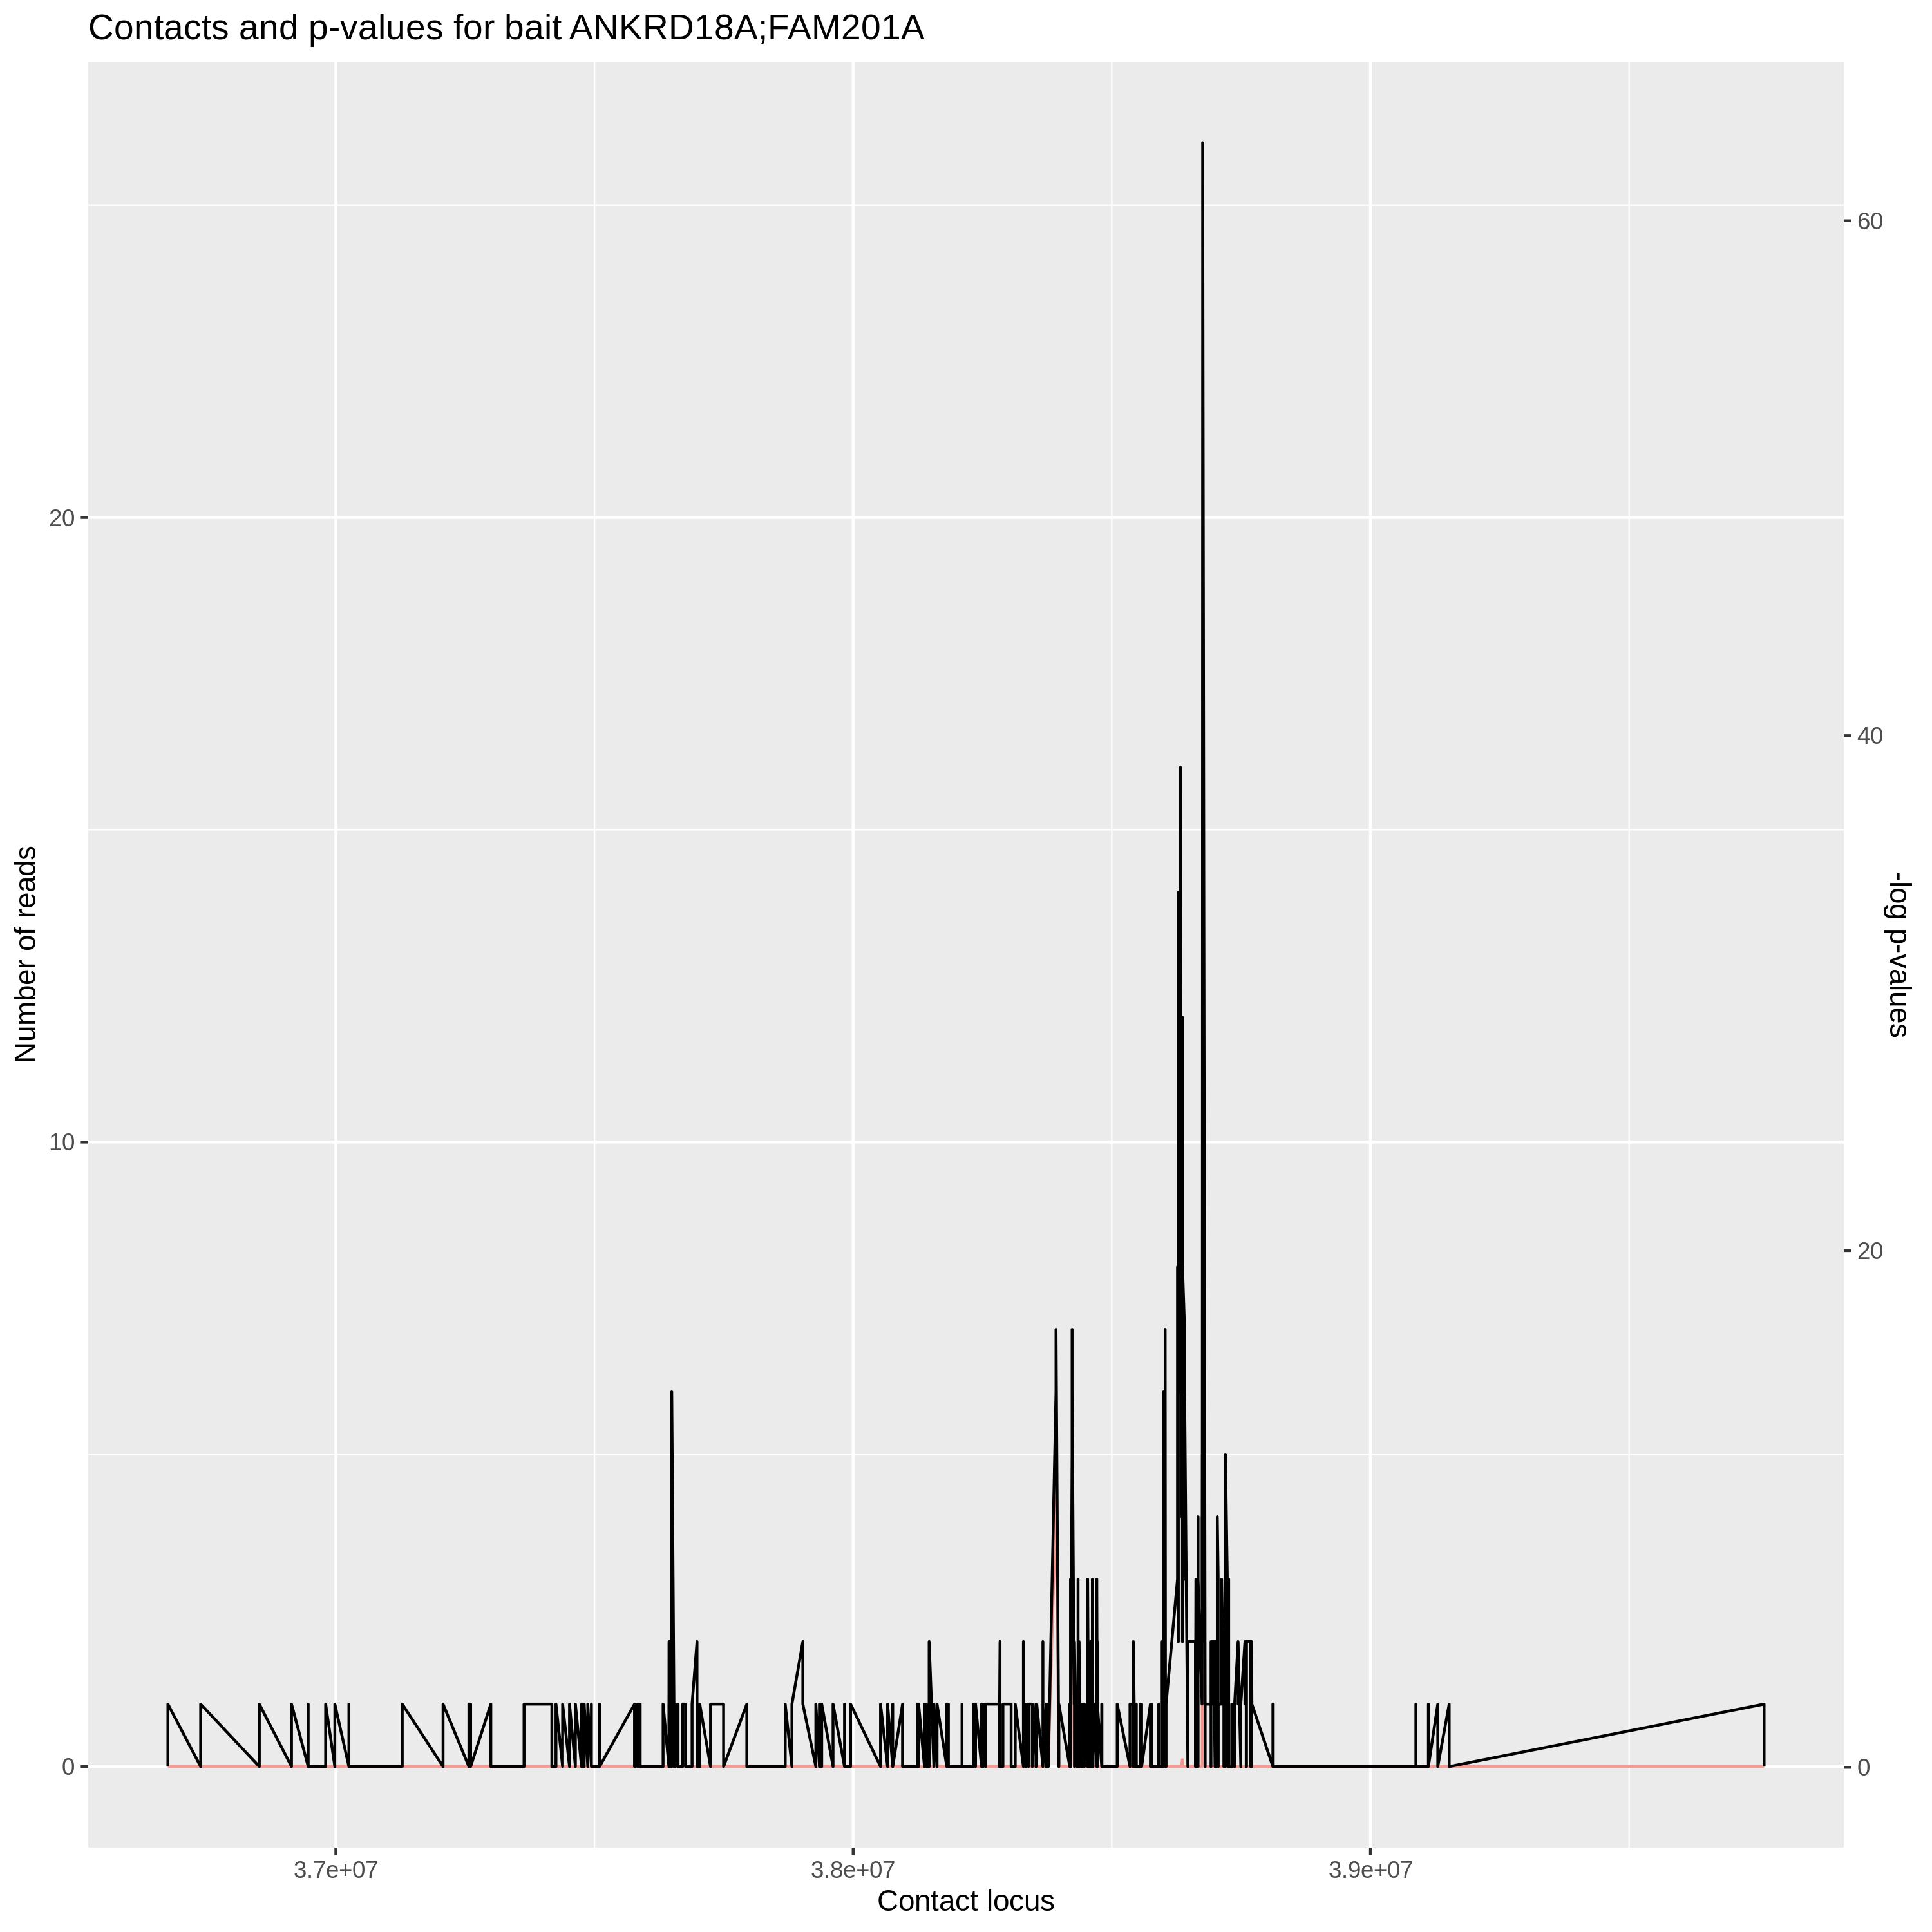 Contacts and p-values for bait ANKRD18A;FAM201A
60
20
40
Number of reads
-log p-values
10
20
0
0
3.7e+07
3.8e+07
3.9e+07
Contact locus